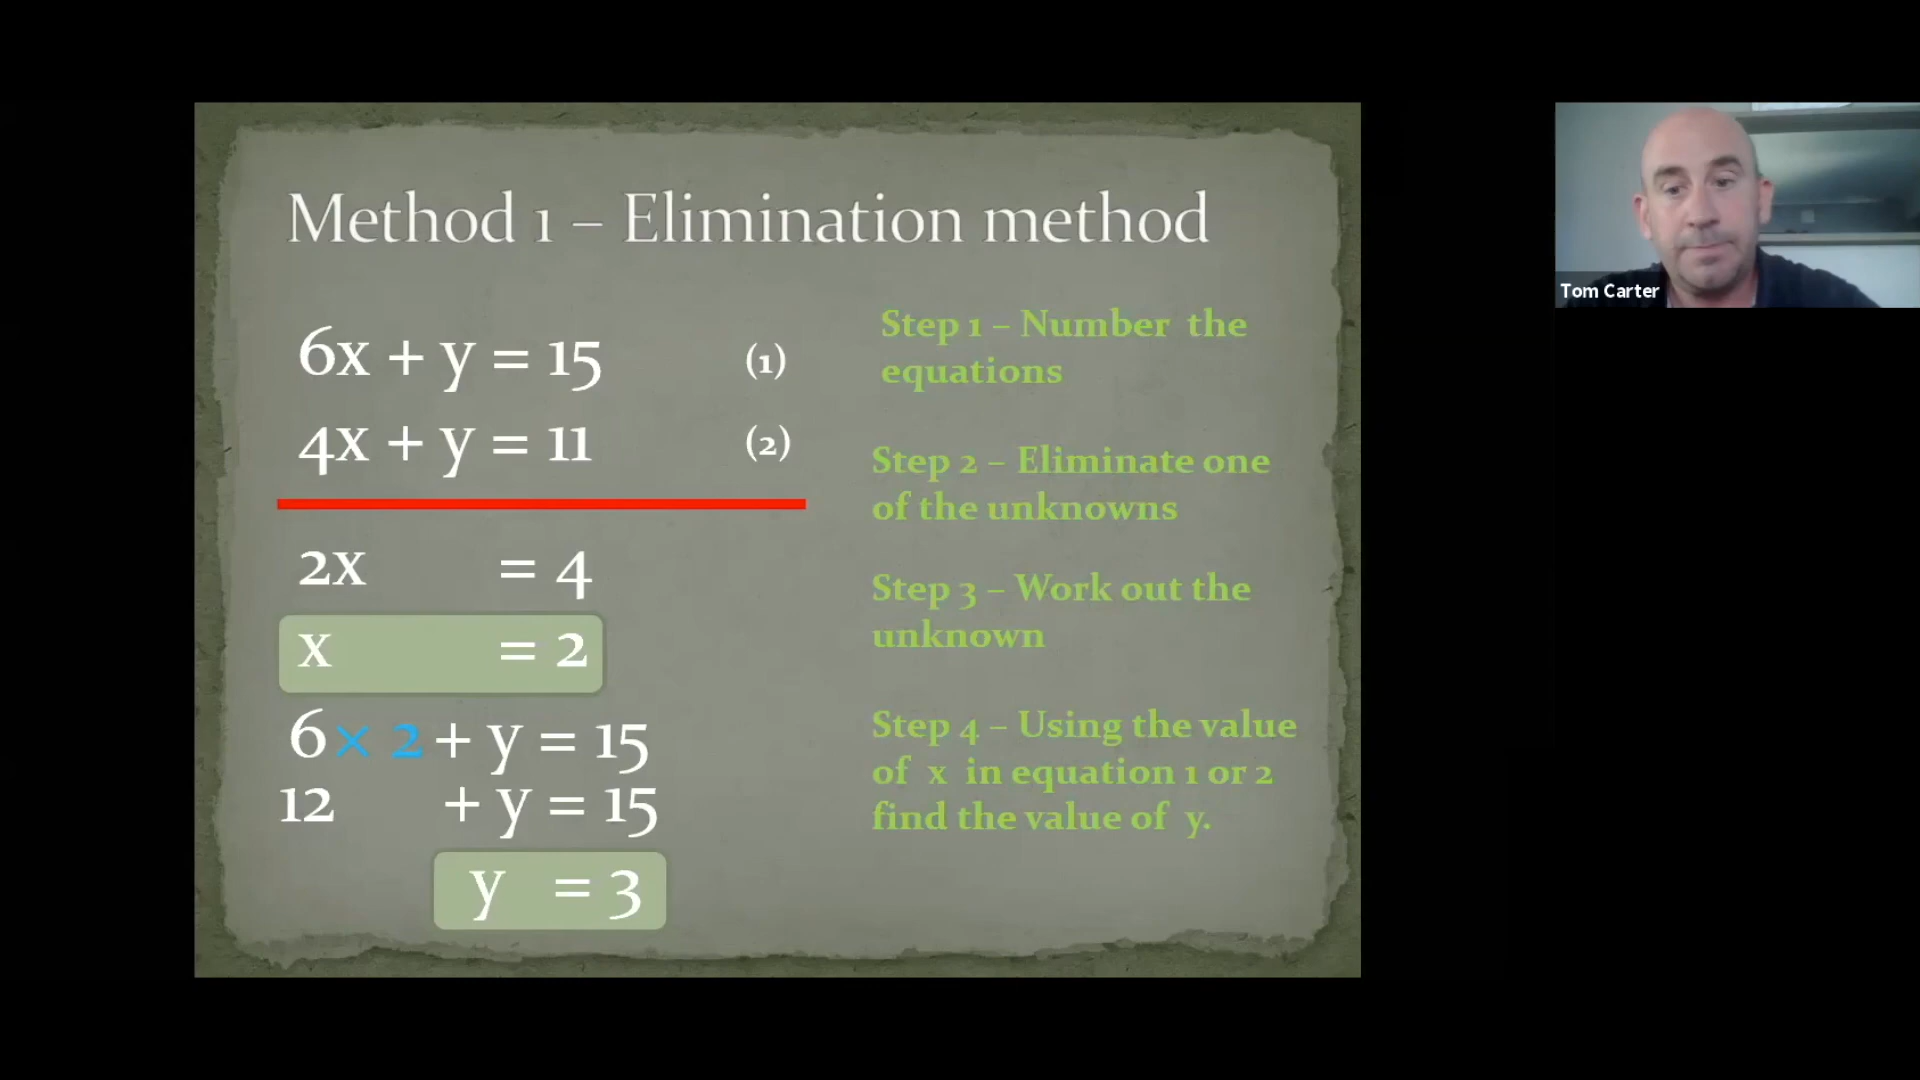 Method 1 – Elimination method
6x + y = 15 (1)
4x + y = 11 (2)
2x = 4
x = 2
6 × 2 + y = 15
12 + y = 15
y = 3
Step 1 – Number the
equations
Step 2 – Eliminate one
of the unknowns
Step 3 – Work out the
unknown
Step 4 – Using the value
of x in equation 1 or 2
find the value of y.
Tom Carter